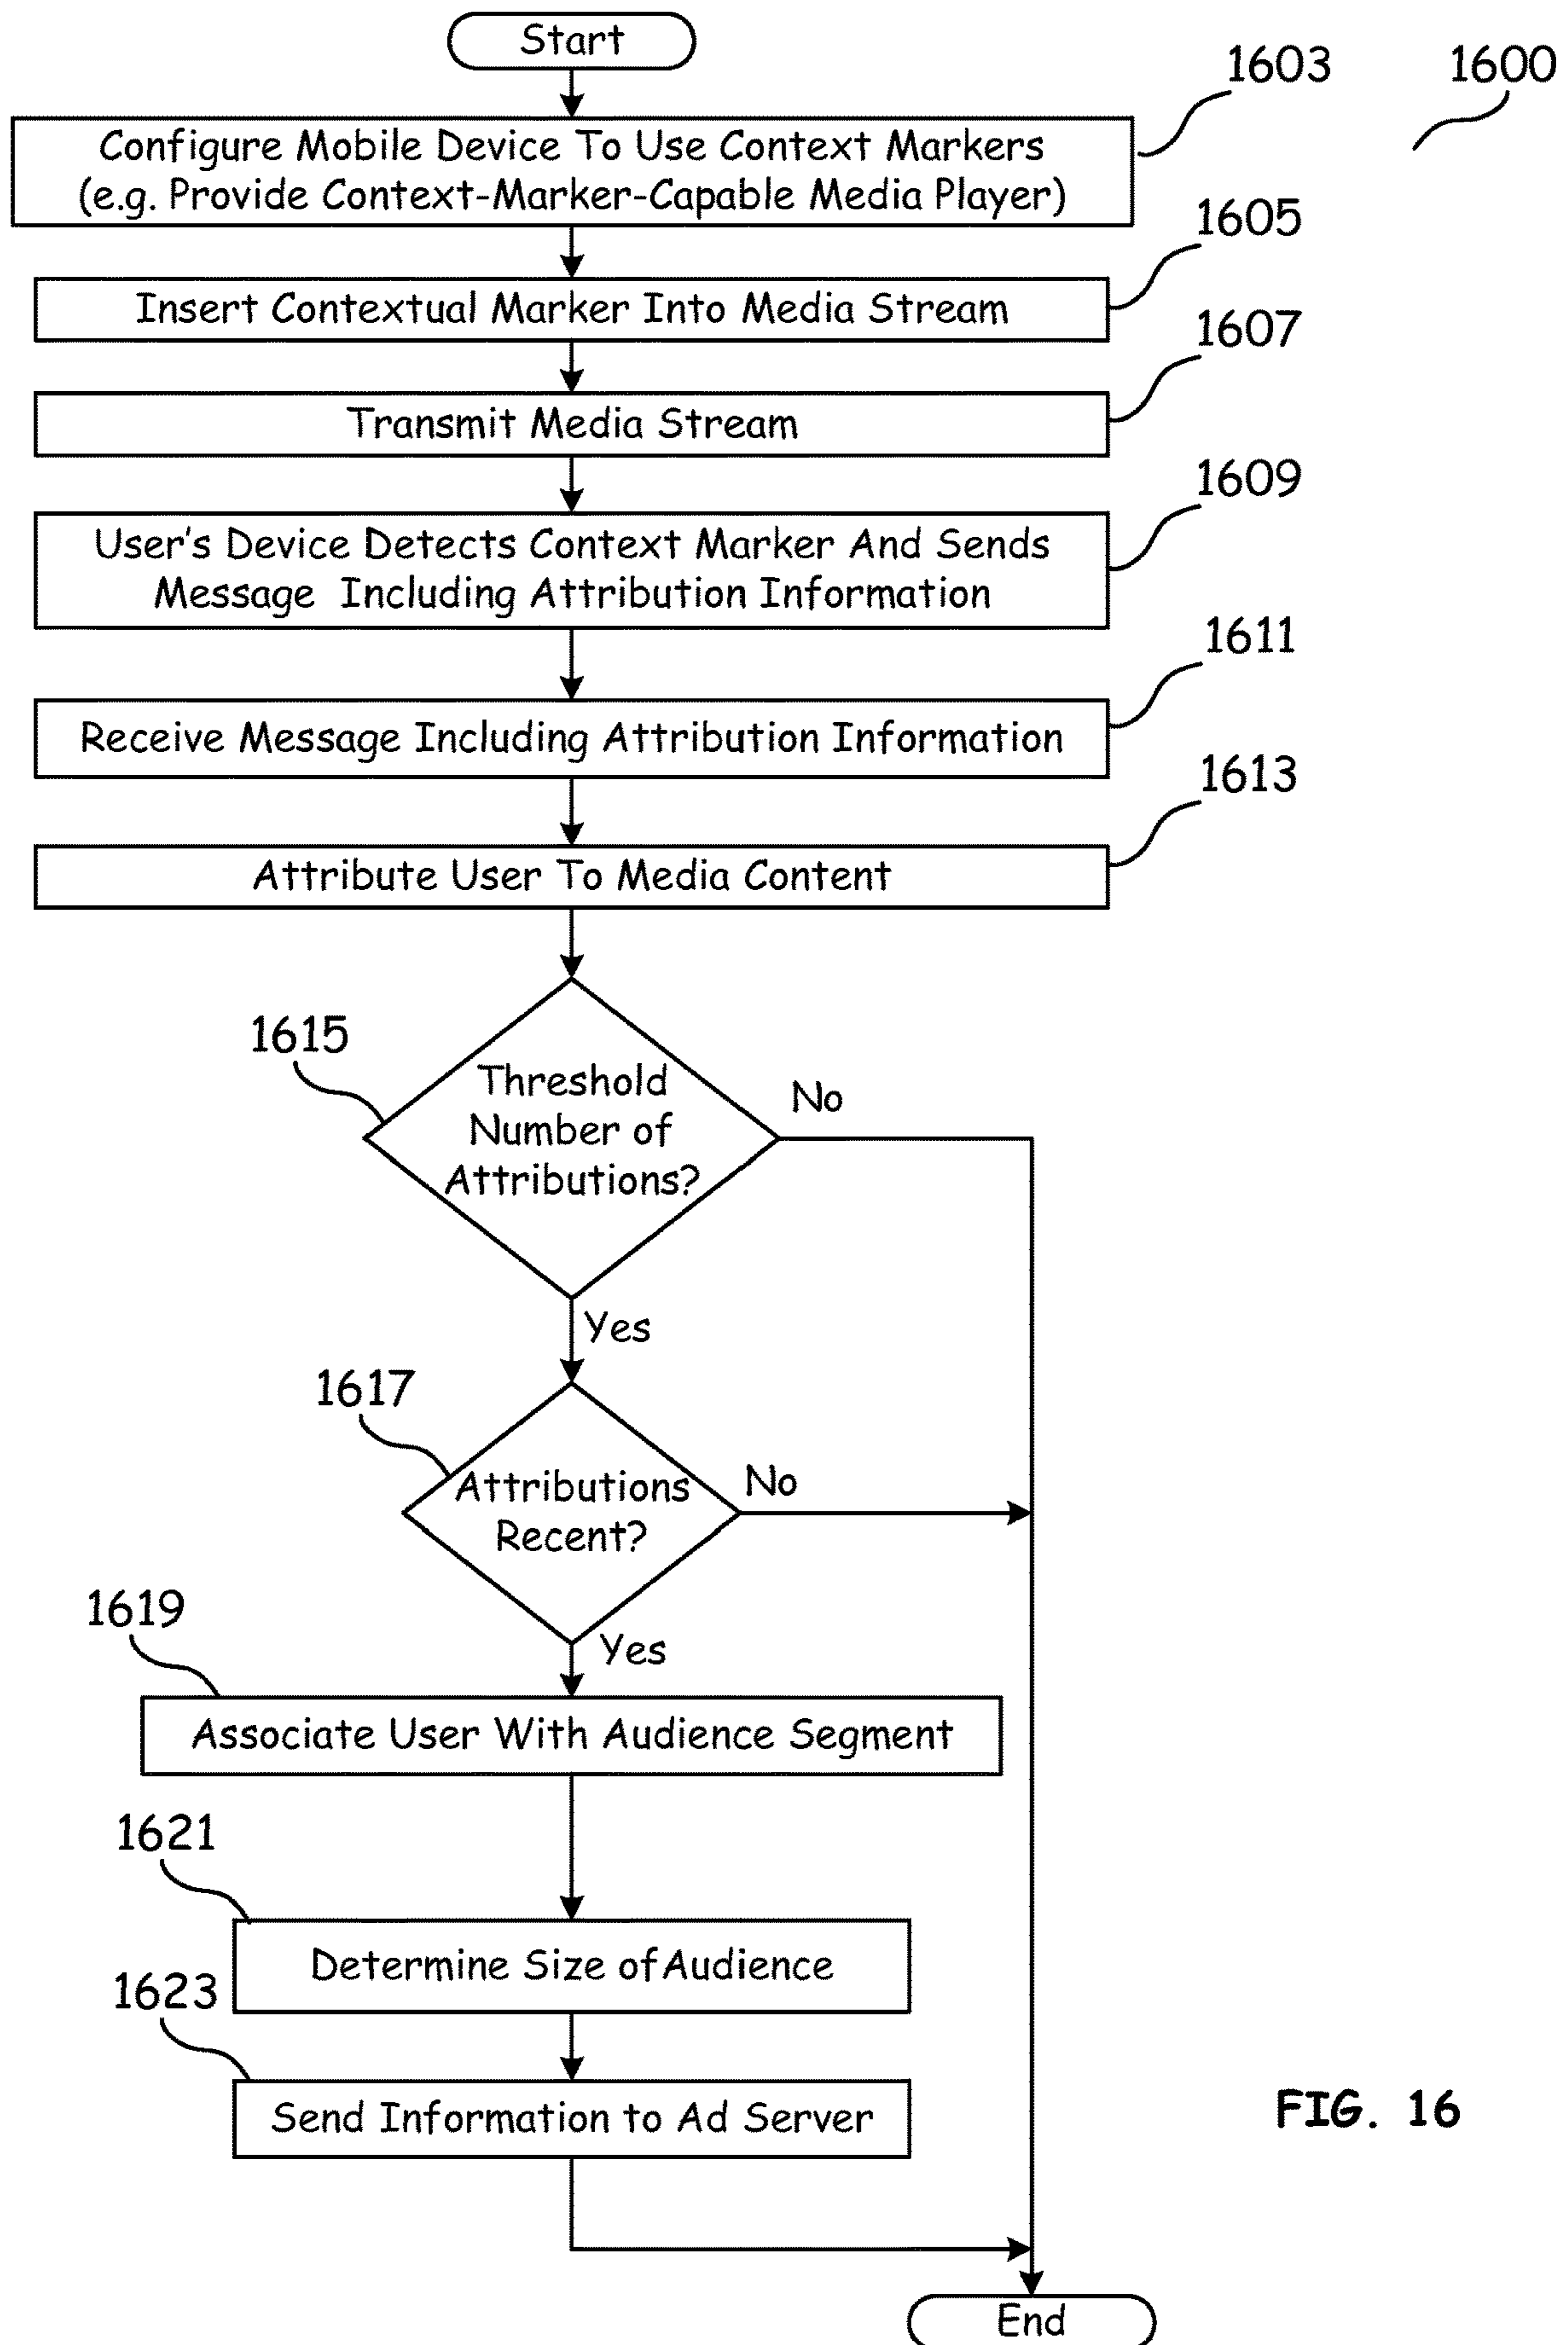 Start
1603
1600
Configure Mobile Device To Use Context Markers
(e.g. Provide Context-Marker-Capable Media Player)
1605
Insert Contextual Marker Into Media Stream
1607
Transmit Media Stream
1609
User's Device Detects Context Marker And Sends
Message Including Attribution Information
1611
Receive Message Including Attribution Information
1613
Attribute User To Media Content
1615
Threshold
Number of
Attributions?
No
Yes
1617
Attributions
Recent?
No
Yes
1619
Associate User With Audience Segment
1621
Determine Size of Audience
1623
Send Information to Ad Server
FIG. 16
End